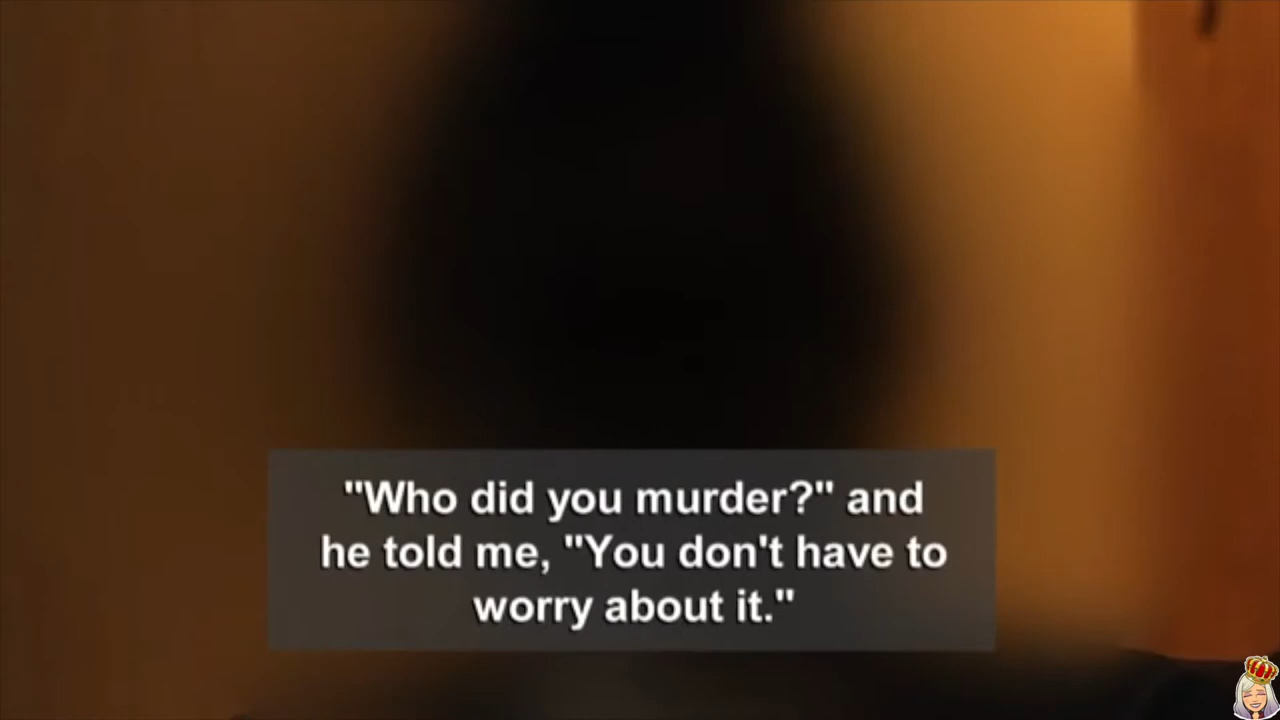 "Who did you murder?" and
he told me, "You don't have to
worry about it."